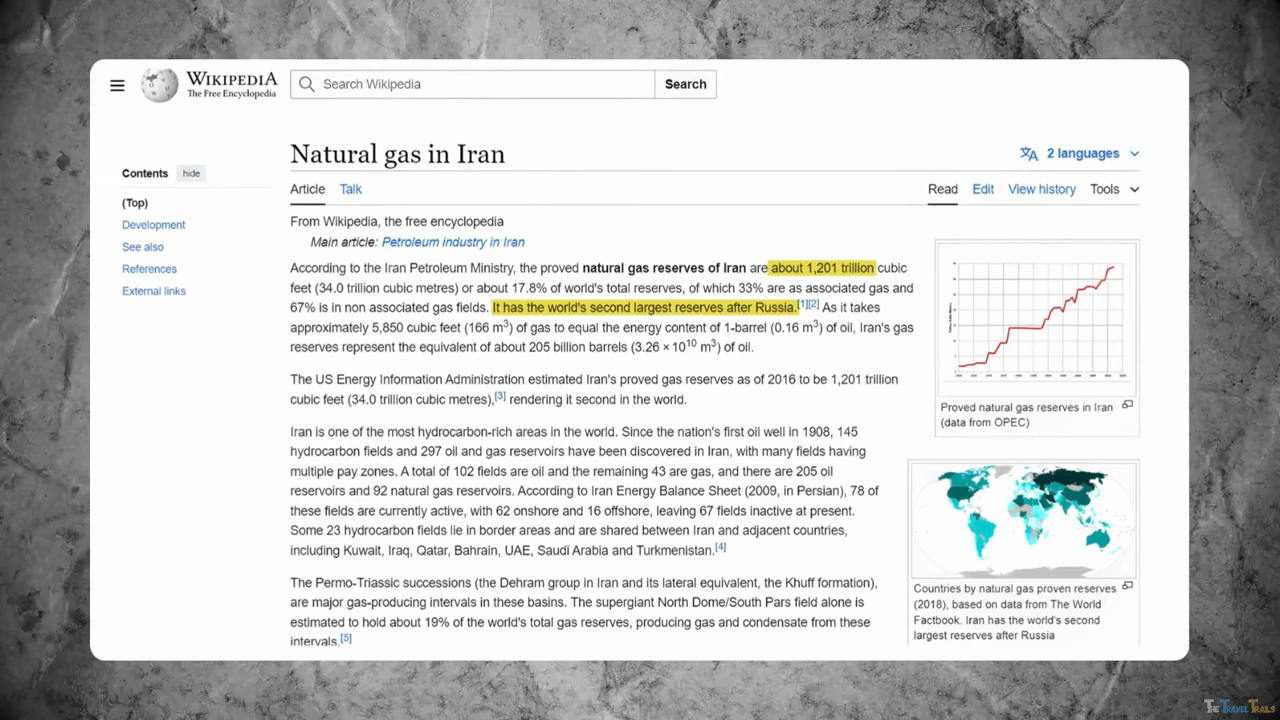 WIKIPEDIA
The Free Encyclopedia
Search Wikipedia
Search
Contents hide
(Top)
Development
See also
References
External links
Natural gas in Iran
2 languages
Article Talk
Read Edit View history Tools
From Wikipedia, the free encyclopedia
Main article: Petroleum industry in Iran
According to the Iran Petroleum Ministry, the proved natural gas reserves of Iran are about 1,201 trillion cubic
feet (34.0 trillion cubic metres) or about 17.8% of world's total reserves, of which 33% are as associated gas and
67% is in non associated gas fields. It has the world's second largest reserves after Russia.[1][2] As it takes
approximately 5,850 cubic feet (166 m³) of gas to equal the energy content of 1-barrel (0.16 m³) of oil, Iran's gas
reserves represent the equivalent of about 205 billion barrels (3.26 × 10¹⁰ m³) of oil.
The US Energy Information Administration estimated Iran's proved gas reserves as of 2016 to be 1,201 trillion
cubic feet (34.0 trillion cubic metres),[3] rendering it second in the world.
Iran is one of the most hydrocarbon-rich areas in the world. Since the nation's first oil well in 1908, 145
hydrocarbon fields and 297 oil and gas reservoirs have been discovered in Iran, with many fields having
multiple pay zones. A total of 102 fields are oil and the remaining 43 are gas, and there are 205 oil
reservoirs and 92 natural gas reservoirs. According to Iran Energy Balance Sheet (2009, in Persian), 78 of
these fields are currently active, with 62 onshore and 16 offshore, leaving 67 fields inactive at present.
Some 23 hydrocarbon fields lie in border areas and are shared between Iran and adjacent countries,
including Kuwait, Iraq, Qatar, Bahrain, UAE, Saudi Arabia and Turkmenistan.[4]
The Permo-Triassic successions (the Dehram group in Iran and its lateral equivalent, the Khuff formation),
are major gas-producing intervals in these basins. The supergiant North Dome/South Pars field alone is
estimated to hold about 19% of the world's total gas reserves, producing gas and condensate from these
intervals.[5]
Proved natural gas reserves in Iran
(data from OPEC)
Countries by natural gas proven reserves
(2018), based on data from The World
Factbook. Iran has the world's second
largest reserves after Russia
THE TRAVEL TRAILS